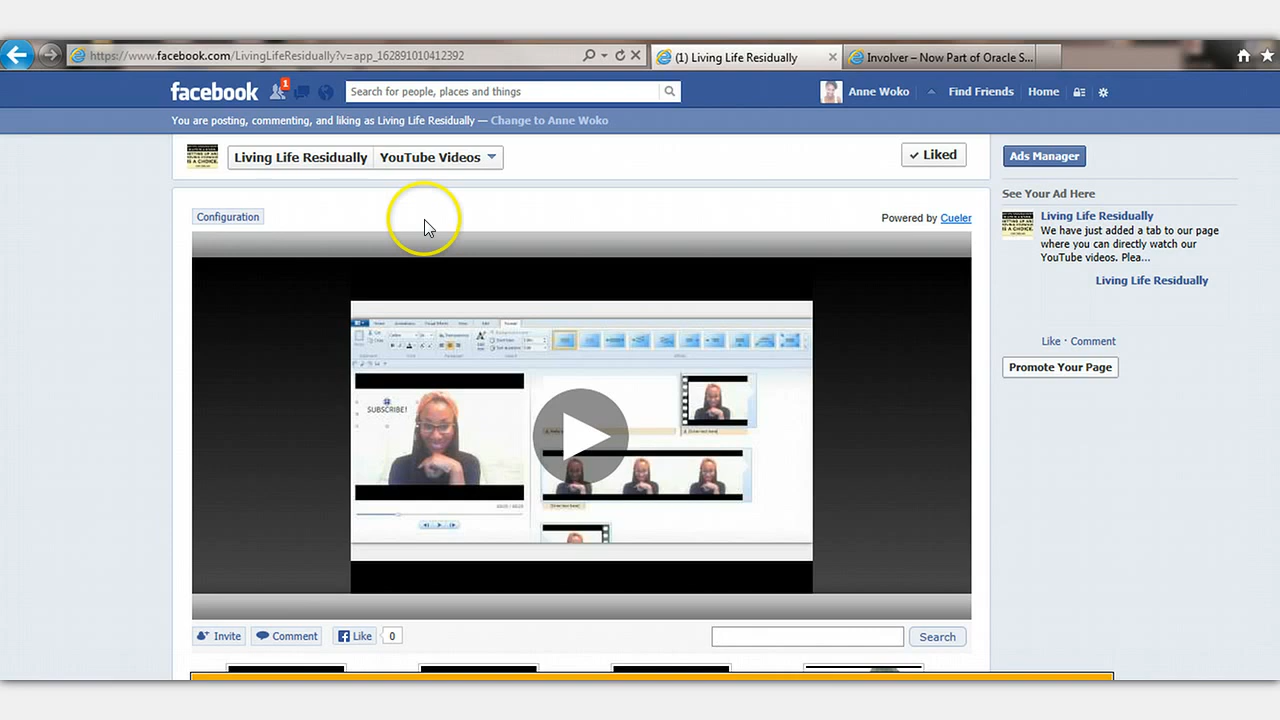 https://www.facebook.com/LivingLifeResidually?v=app_162891010412392
(1) Living Life Residually
Involver – Now Part of Oracle S...
facebook
1
Search for people, places and things
Anne Woko
Find Friends
Home
You are posting, commenting, and liking as Living Life Residually — Change to Anne Woko
Living Life Residually
YouTube Videos
Liked
Ads Manager
See Your Ad Here
Configuration
Powered by Cueler
Living Life Residually
We have just added a tab to our page
where you can directly watch our
YouTube videos. Plea...
Living Life Residually
Like · Comment
Promote Your Page
SUBSCRIBE!
Invite
Comment
Like
0
Search